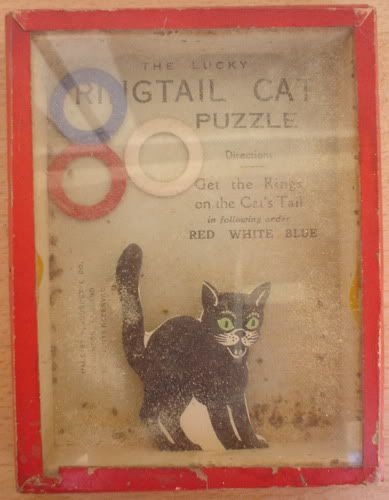 THE LUCKY
RINGTAIL CAT
PUZZLE
Directions
Get the Rings
on the Cat's Tail
in following order
RED WHITE BLUE